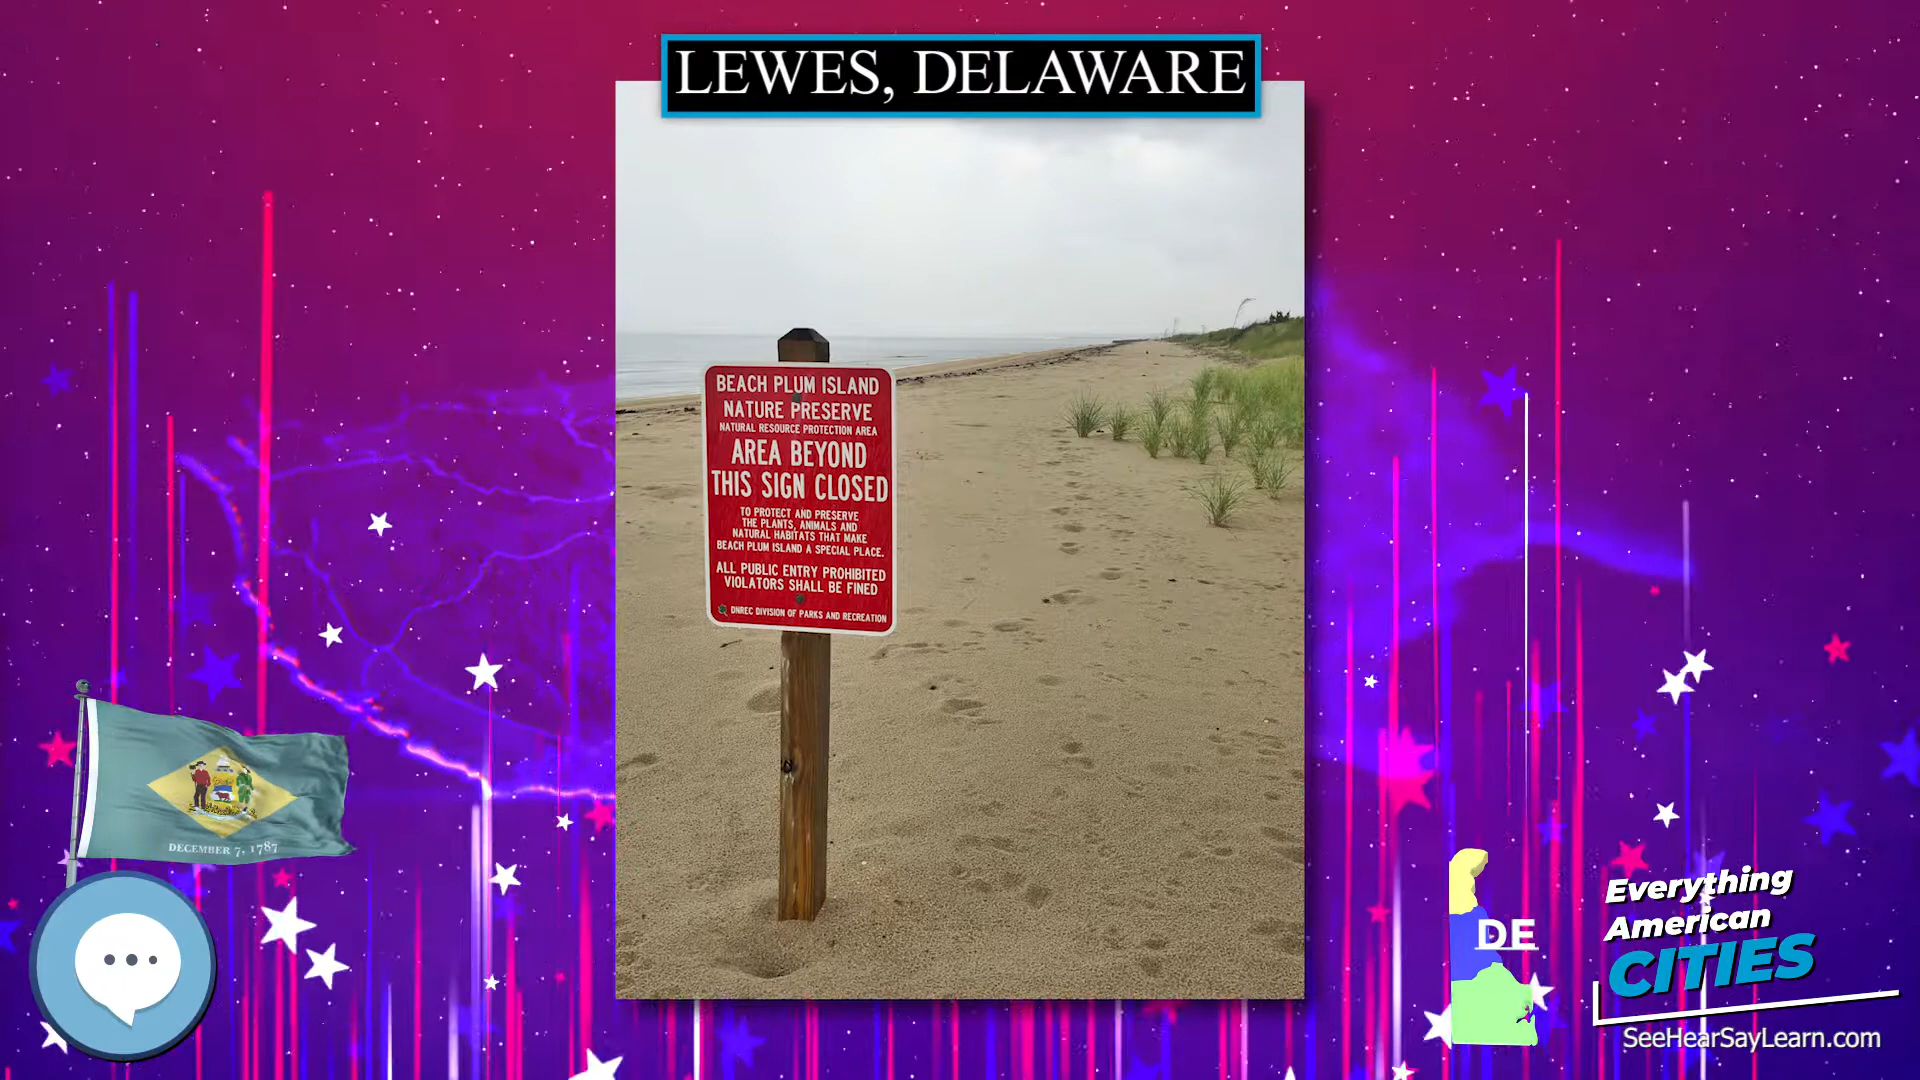 LEWES, DELAWARE
BEACH PLUM ISLAND
NATURE PRESERVE
NATURAL RESOURCE PROTECTION AREA
AREA BEYOND
THIS SIGN CLOSED
TO PROTECT AND PRESERVE
THE PLANTS, ANIMALS AND
NATURAL HABITATS THAT MAKE
BEACH PLUM ISLAND A SPECIAL PLACE.
ALL PUBLIC ENTRY PROHIBITED
VIOLATORS SHALL BE FINED
DNREC DIVISION OF PARKS AND RECREATION
DECEMBER 7, 1787
DE
Everything
American
CITIES
SeeHearSayLearn.com